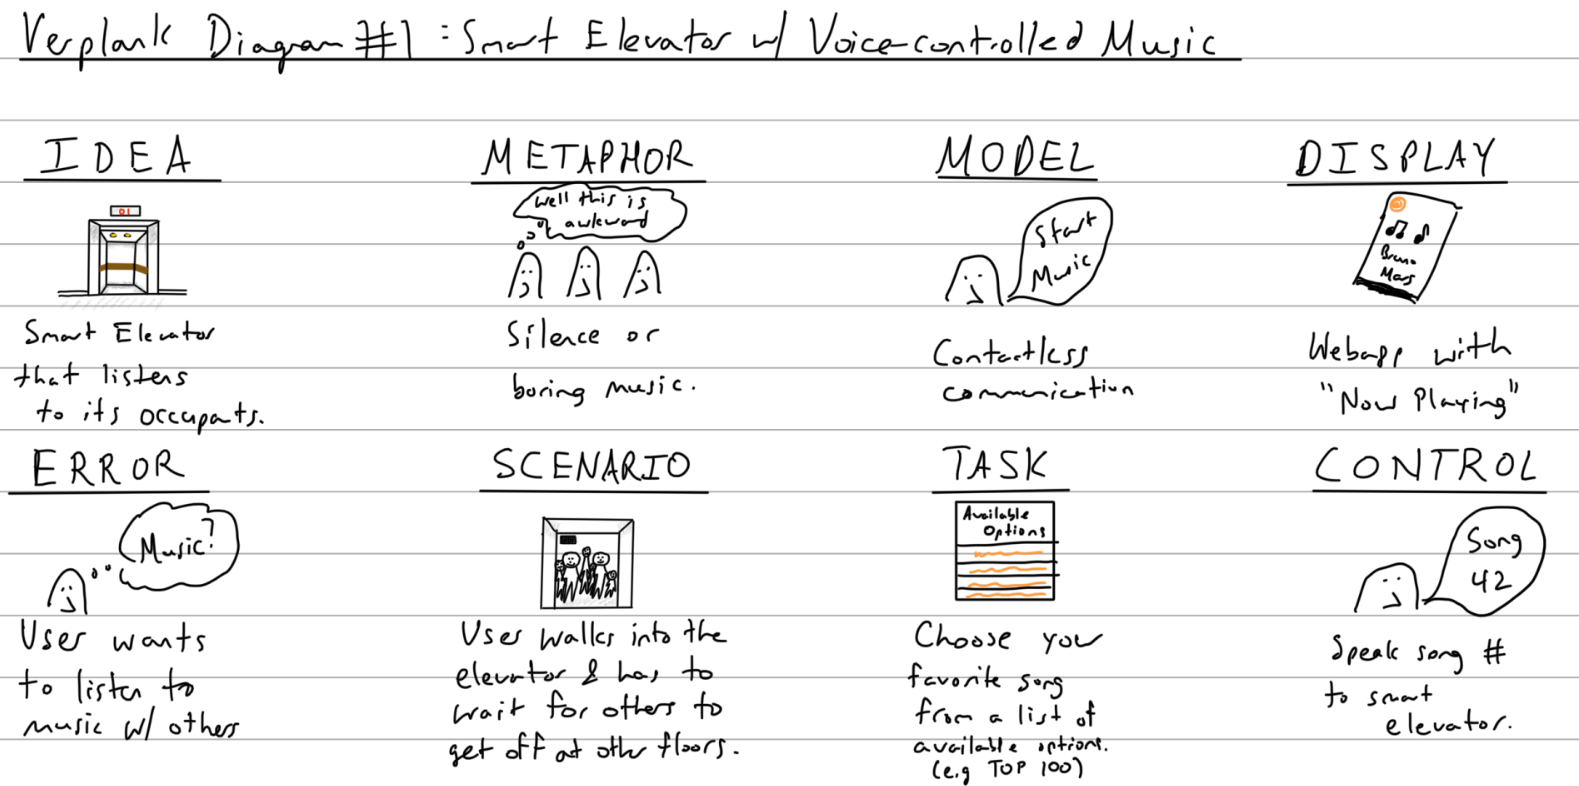 Verplank Diagram #1 : Smart Elevator w/ Voice-controlled Music
IDEA
01
Smart Elevator
that listens
to its occupants.
METAPHOR
Well this is
awkward
Silence or
boring music.
MODEL
Start
Music
Contactless
communication
DISPLAY
Bruno
Mars
Webapp with
"Now Playing"
ERROR
Music?
User wants
to listen to
music w/ others
SCENARIO
User walks into the
elevator & has to
wait for others to
get off at other floors.
TASK
Available
Options
Choose your
favorite song
from a list of
available options.
(e.g TOP 100)
CONTROL
Song
42
Speak song #
to smart
elevator.